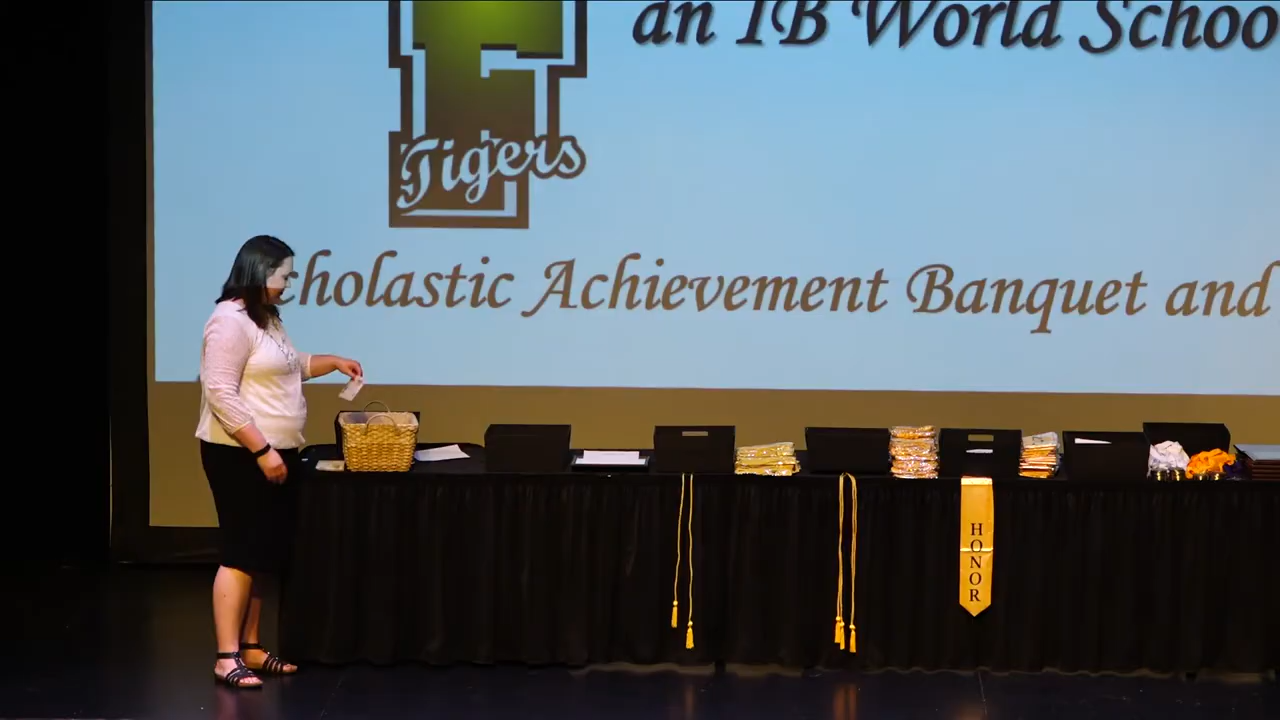 an IB World Schoo
F
Tigers
cholastic Achievement Banquet and
HONOR